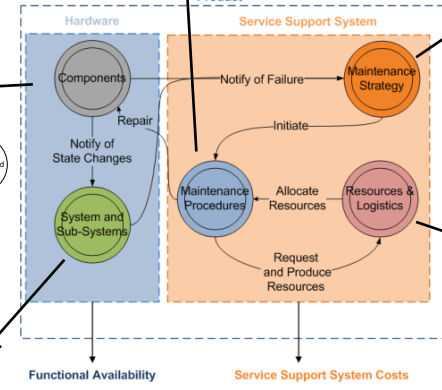 Product
Hardware
Service Support System
Components
Notify of Failure
Maintenance
Strategy
Repair
Initiate
Notify of
State Changes
Maintenance
Procedures
Allocate
Resources
Resources &
Logistics
System and
Sub-Systems
Request
and Produce
Resources
Functional Availability
Service Support System Costs